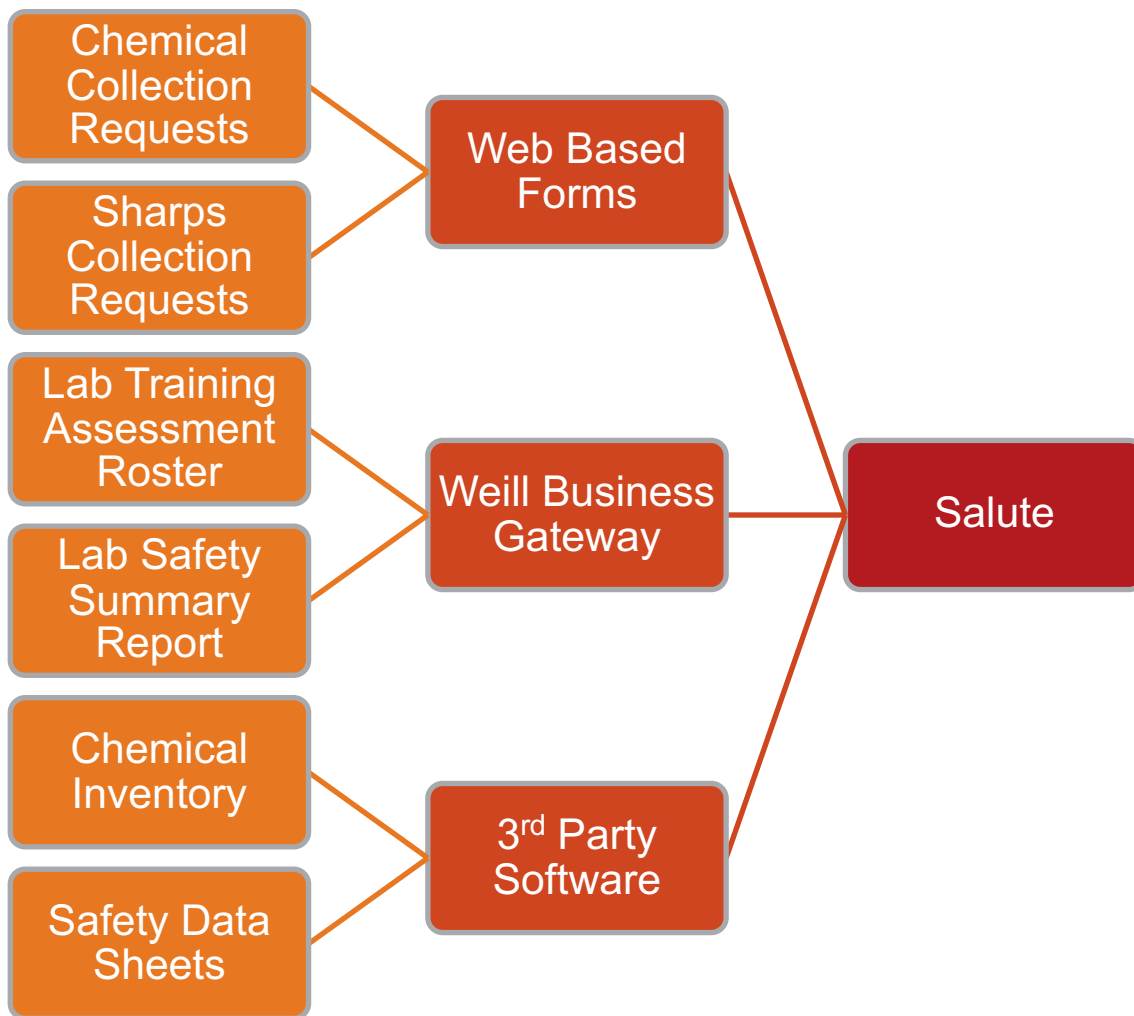 Chemical
Collection
Requests
Sharps
Collection
Requests
Lab Training
Assessment
Roster
Lab Safety
Summary
Report
Chemical
Inventory
Safety Data
Sheets
Web Based
Forms
Weill Business
Gateway
3rd Party
Software
Salute